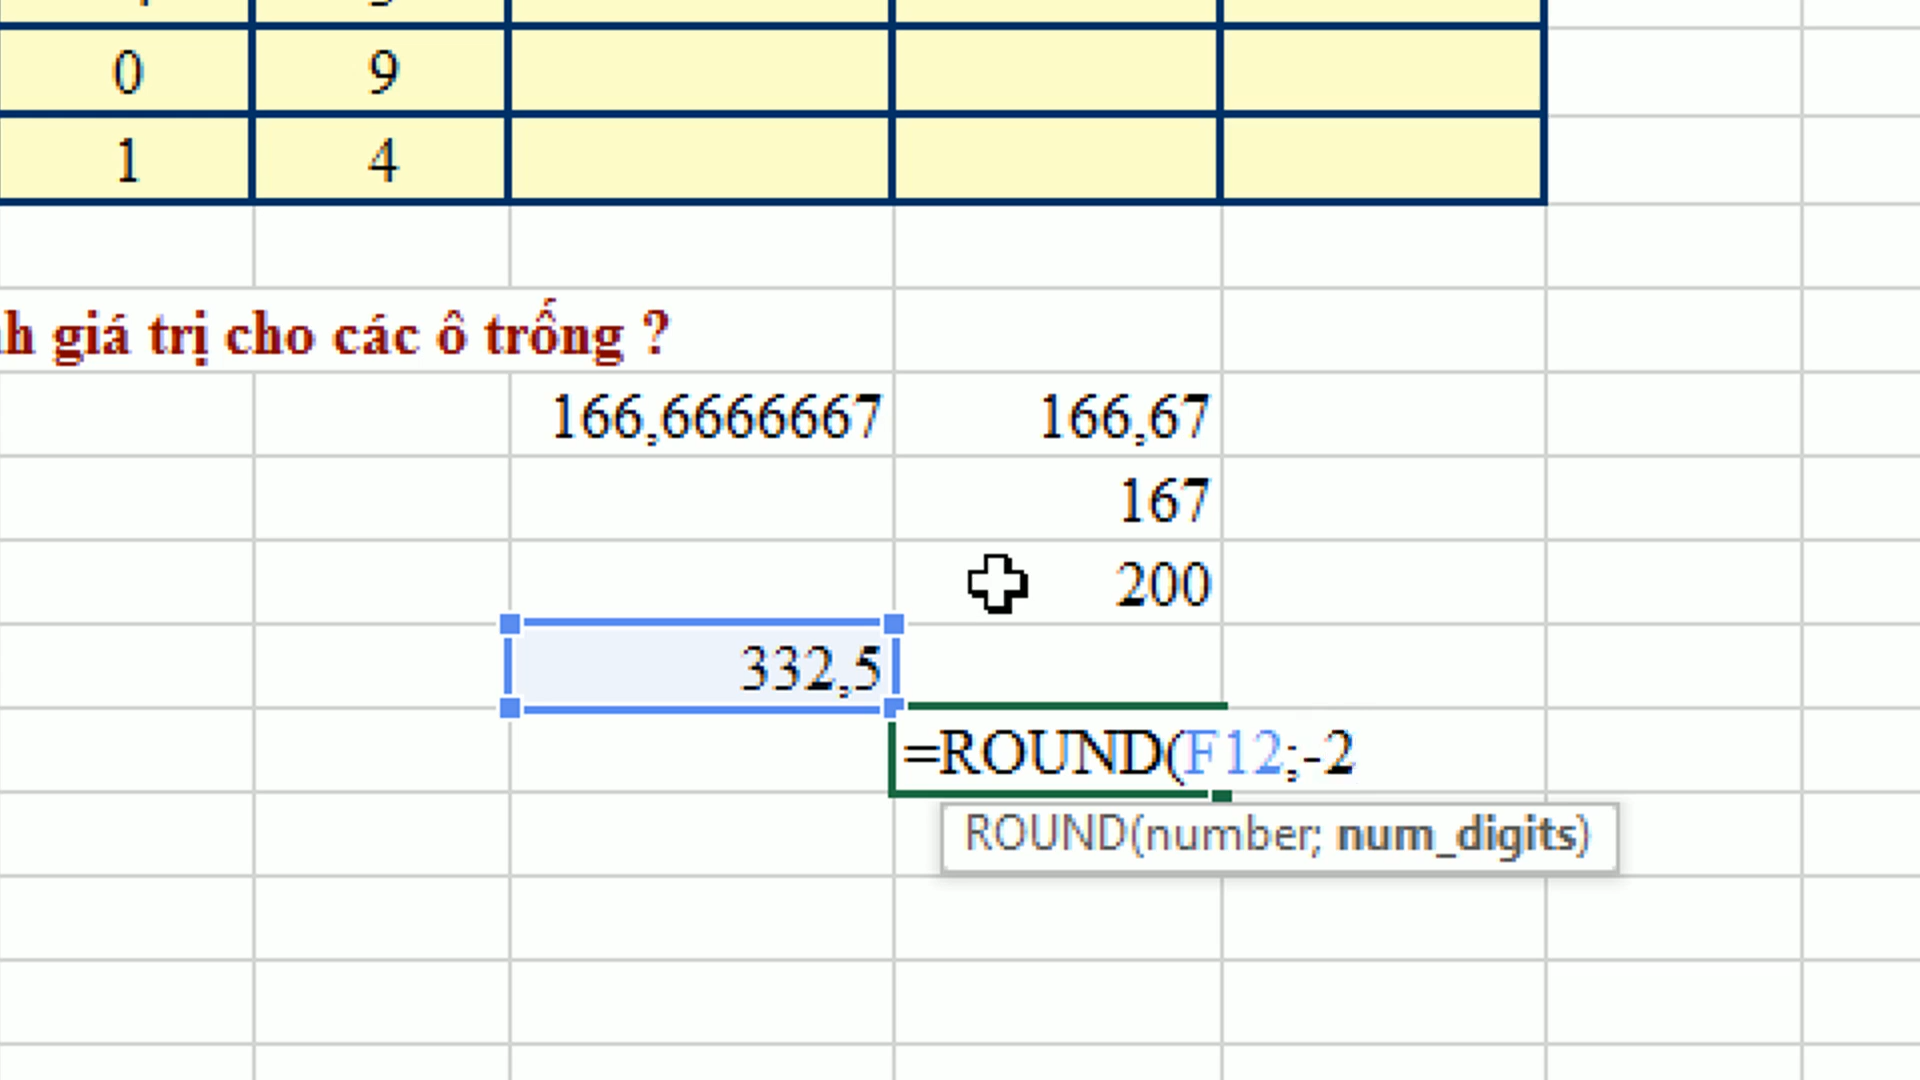 0 9
1 4
giá trị cho các ô trống ?
166,6666667 166,67
167
200
332,5
=ROUND(F12;-2
ROUND(number; num_digits)